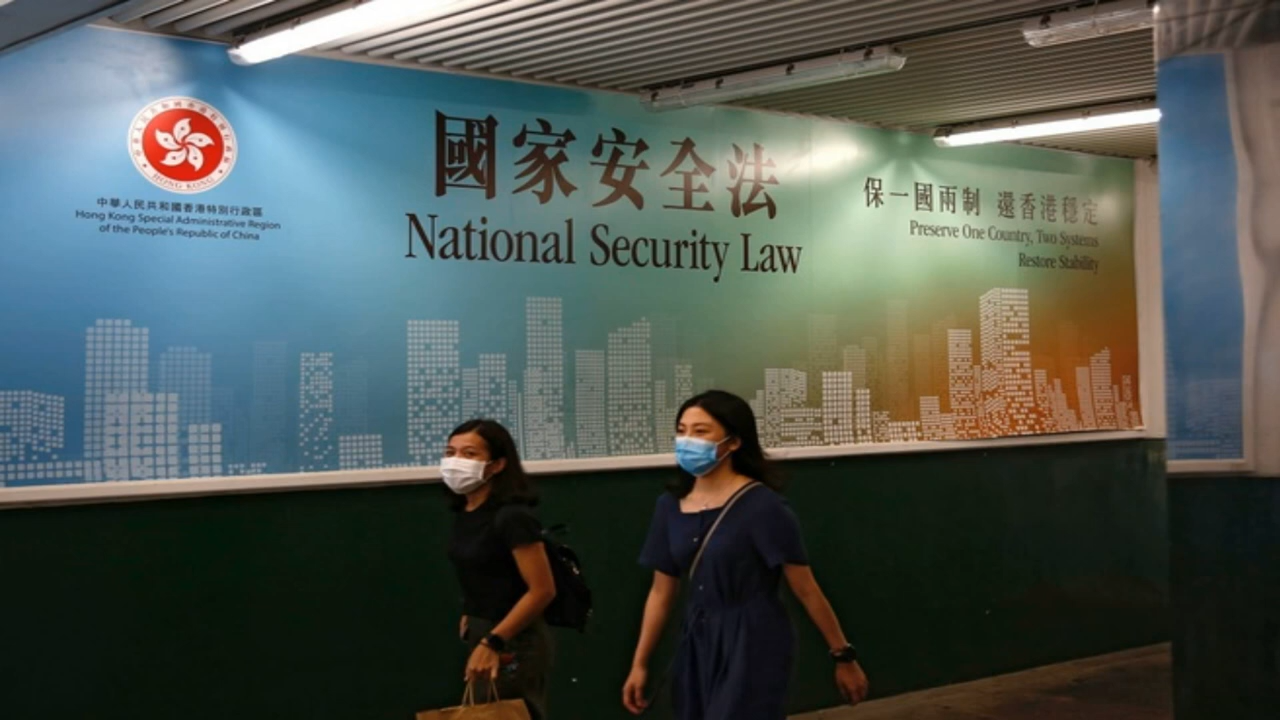 HONG KONG
中華人民共和國香港特別行政區
Hong Kong Special Administrative Region
of the People's Republic of China
國家安全法
National Security Law
保一國兩制 還香港穩定
Preserve One Country, Two Systems
Restore Stability